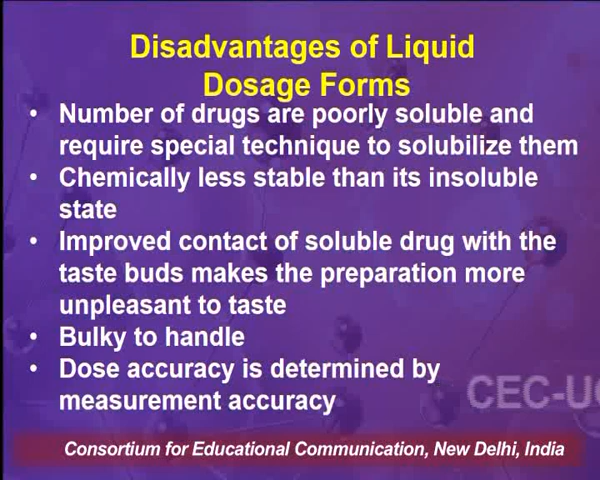 Disadvantages of Liquid
Dosage Forms
• Number of drugs are poorly soluble and
require special technique to solubilize them
• Chemically less stable than its insoluble
state
• Improved contact of soluble drug with the
taste buds makes the preparation more
unpleasant to taste
• Bulky to handle
• Dose accuracy is determined by
measurement accuracy
CEC-U
Consortium for Educational Communication, New Delhi, India